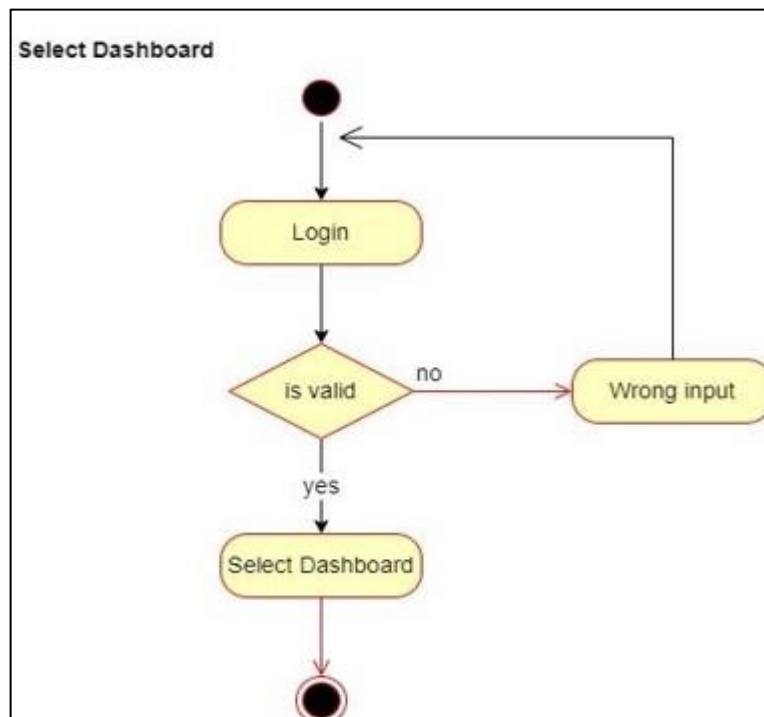 Select Dashboard
Login
is valid
no
Wrong input
yes
Select Dashboard